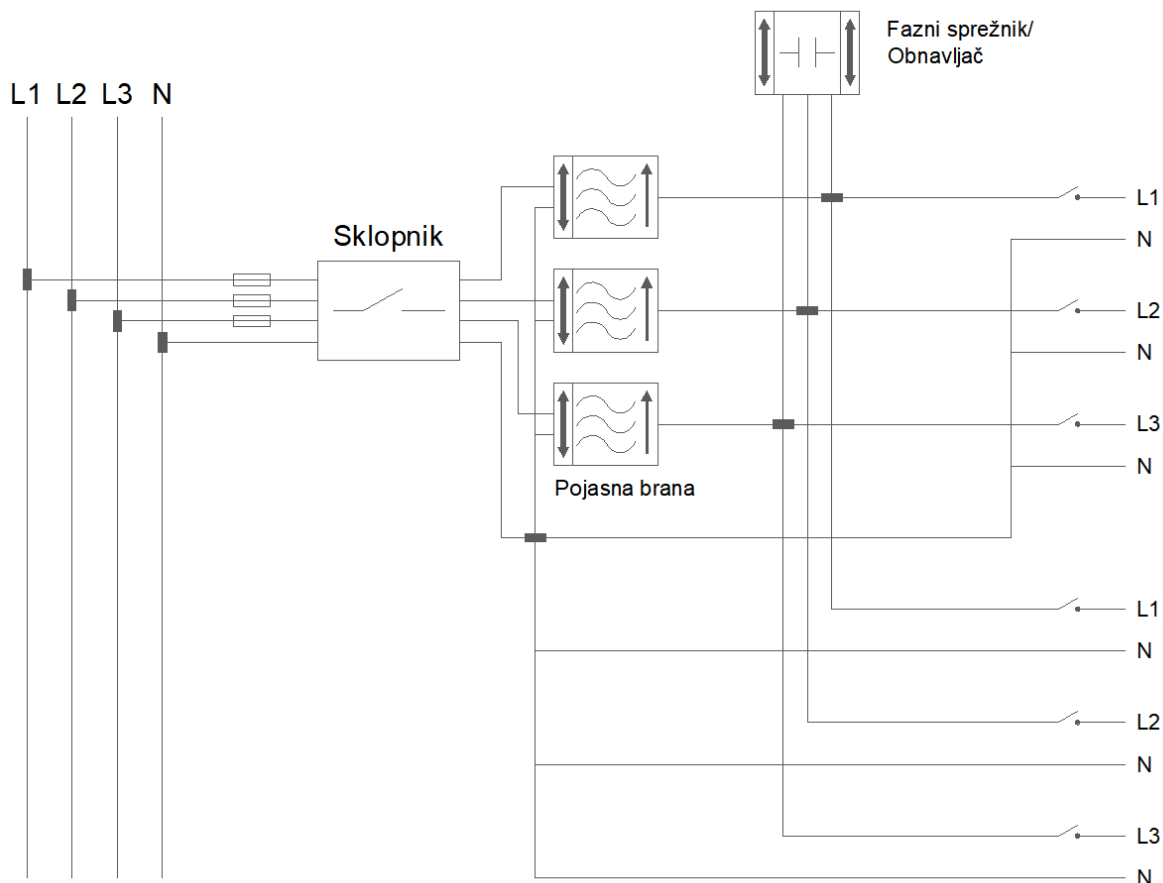 Fazni sprežnik/
Obnavljač
L1 L2 L3 N
L1
Sklopnik
N
L2
N
L3
N
Pojasna brana
L1
N
L2
N
L3
N